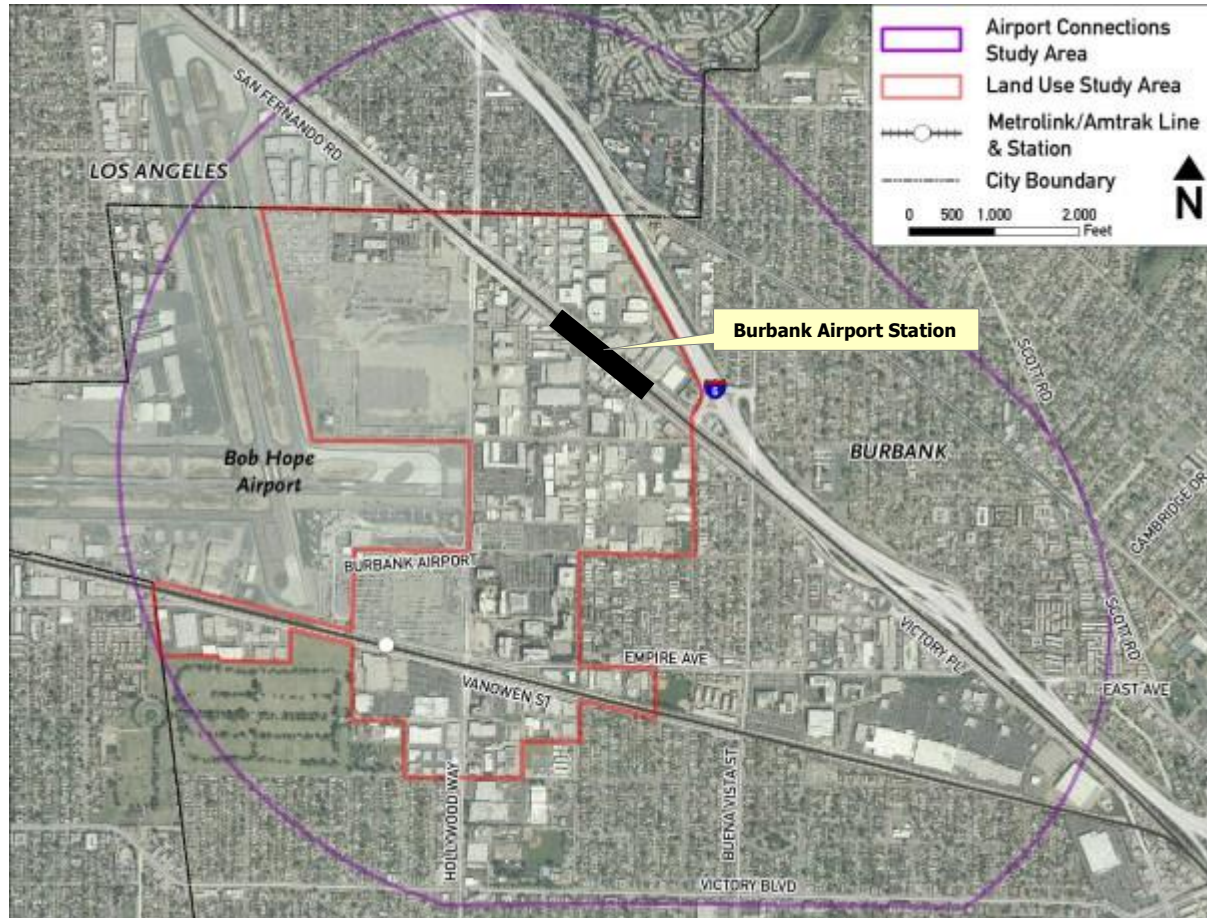 Airport Connections
Study Area
Land Use Study Area
Metrolink/Amtrak Line
& Station
City Boundary
N
0 500 1,000 2,000
Feet
SAN FERNANDO RD
LOS ANGELES
Burbank Airport Station
SCOTT RD
5
BURBANK
Bob Hope
Airport
CAMBRIDGE DR
BURBANK AIRPORT
SCOTT RD
VICTORY PL
EMPIRE AVE
EAST AVE
VANOWEN ST
HOLLYWOOD WAY
BUENA VISTA ST
VICTORY BLVD